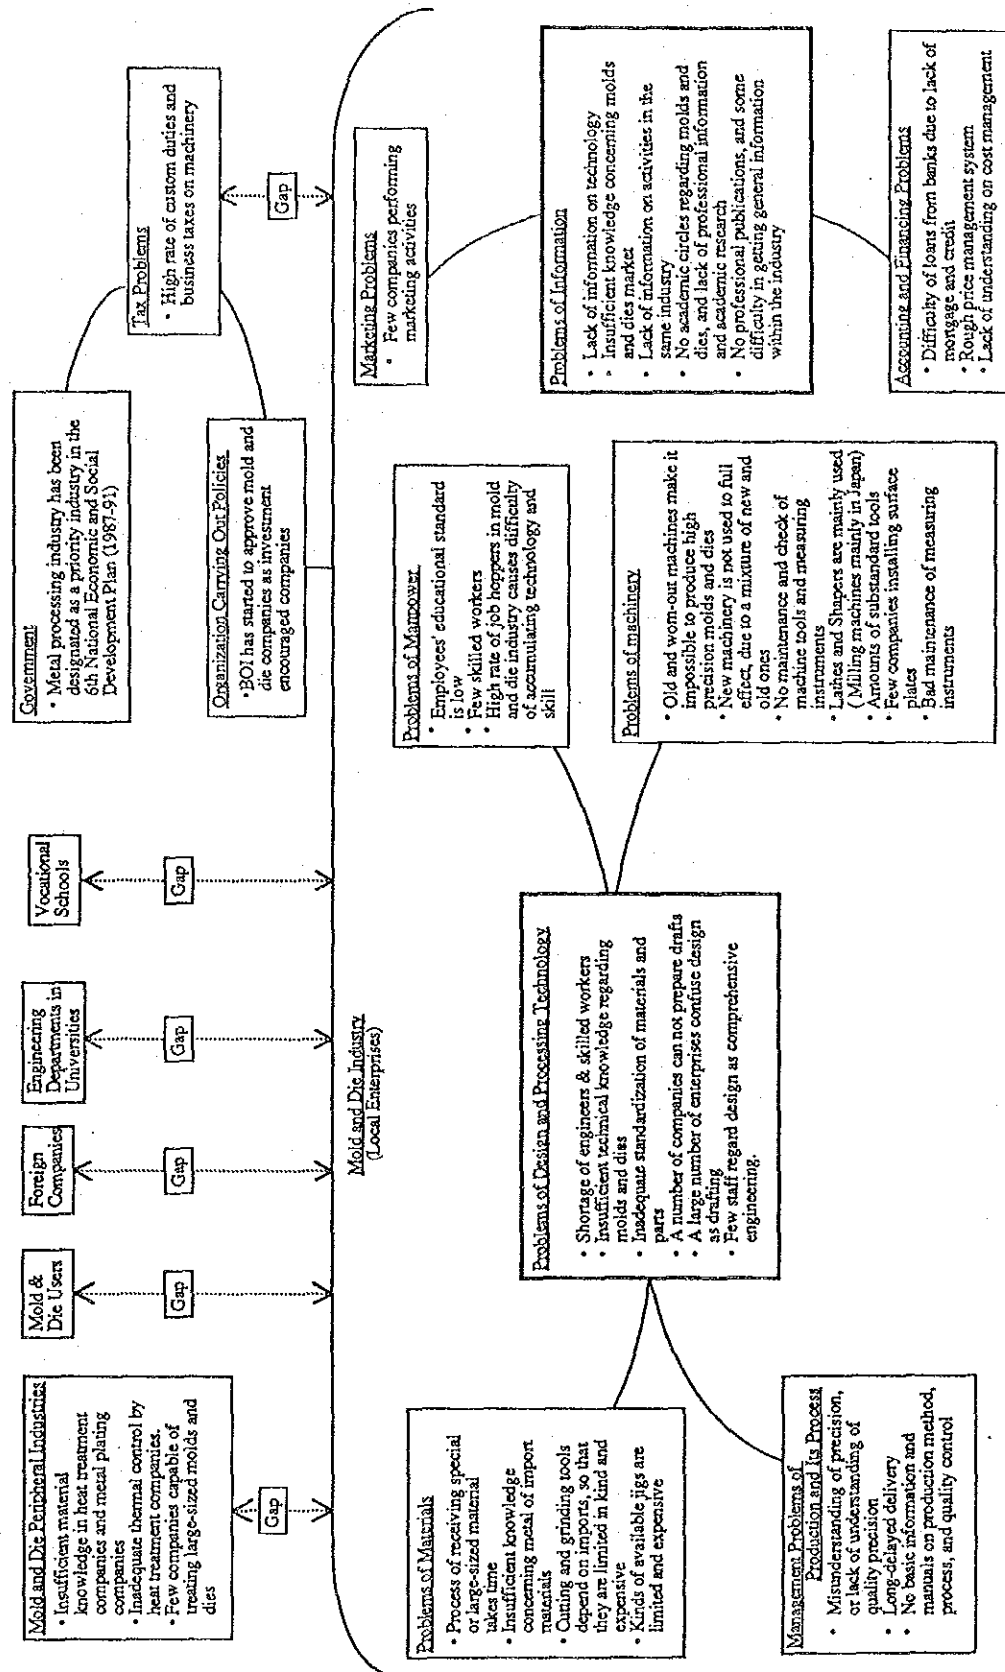 Mold and Die Peripheral Industries
• Insufficient material
knowledge in heat treatment
companies and metal plating
companies
• Inadequate thermal control by
heat treatment companies.
• Few companies capable of
treating large-sized molds and
dies
Gap
Mold &
Die Users
Gap
Foreign
Companies
Gap
Engineering
Departments in
Universities
Gap
Vocational
Schools
Gap
Government
• Metal processing industry has been
designated as a priority industry in the
6th National Economic and Social
Development Plan (1987-91)
Organization Carrying Out Policies
• BOI has started to approve mold and
die companies as investment
encouraged companies
Tax Problems
• High rate of custom duties and
business taxes on machinery
Gap
Mold and Die Industry
(Local Enterprises)
Problems of Materials
• Process of receiving special
or large-sized material
takes time
• Insufficient knowledge
concerning metal of import
materials
• Cutting and grinding tools
depend on imports, so that
they are limited in kind and
expensive
• Kinds of available jigs are
limited and expensive
Management Problems of
Production and Its Process
• Misunderstanding of precision,
or lack of understanding of
quality precision
• Long-delayed delivery
• No basic information and
manuals on production method,
process, and quality control
Problems of Design and Processing Technology
• Shortage of engineers & skilled workers
• Insufficient technical knowledge regarding
molds and dias
• Inadequate standardization of materials and
parts
• A number of companies can not prepare drafts
• A large number of enterprises confuse design
as drafting
• Few staff regard design as comprehensive
engineering.
Problems of Manpower
• Employees' educational standard
is low
• Few skilled workers
• High rate of job hoppers in mold
and die industry causes difficulty
of accumulating technology and
skill
Problems of machinery
• Old and worn-out machines make it
impossible to produce high
precision molds and dies
• New machinery is not used to full
effect, due to a mixture of new and
old ones
• No maintenance and check of
machine tools and measuring
instruments
• Lathes and Shapers are mainly used
(Milling machines mainly in Japan)
• Amounts of substandard tools
• Few companies installing surface
plates
• Bad maintenance of measuring
instruments
Marketing Problems
• Few companies performing
marketing activities
Problems of Information
• Lack of information on technology
• Insufficient knowledge concerning molds
and dies market
• Lack of information on activities in the
same industry
• No academic circles regarding molds and
dies, and lack of professional information
and academic research
• No professional publications, and some
difficulty in getting general information
within the industry
Accounting and Financing Problems
• Difficulty of loans from banks due to lack of
mortgage and credit
• Rough price management system
• Lack of understanding on cost management